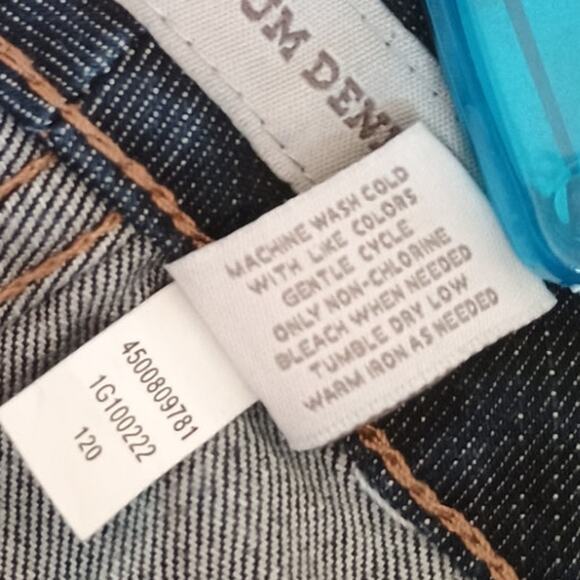 UM DEN
MACHINE WASH COLD
WITH LIKE COLORS
GENTLE CYCLE
ONLY NON-CHLORINE
BLEACH WHEN NEEDED
TUMBLE DRY LOW
WARM IRON AS NEEDED
4500809781
1G100222
120